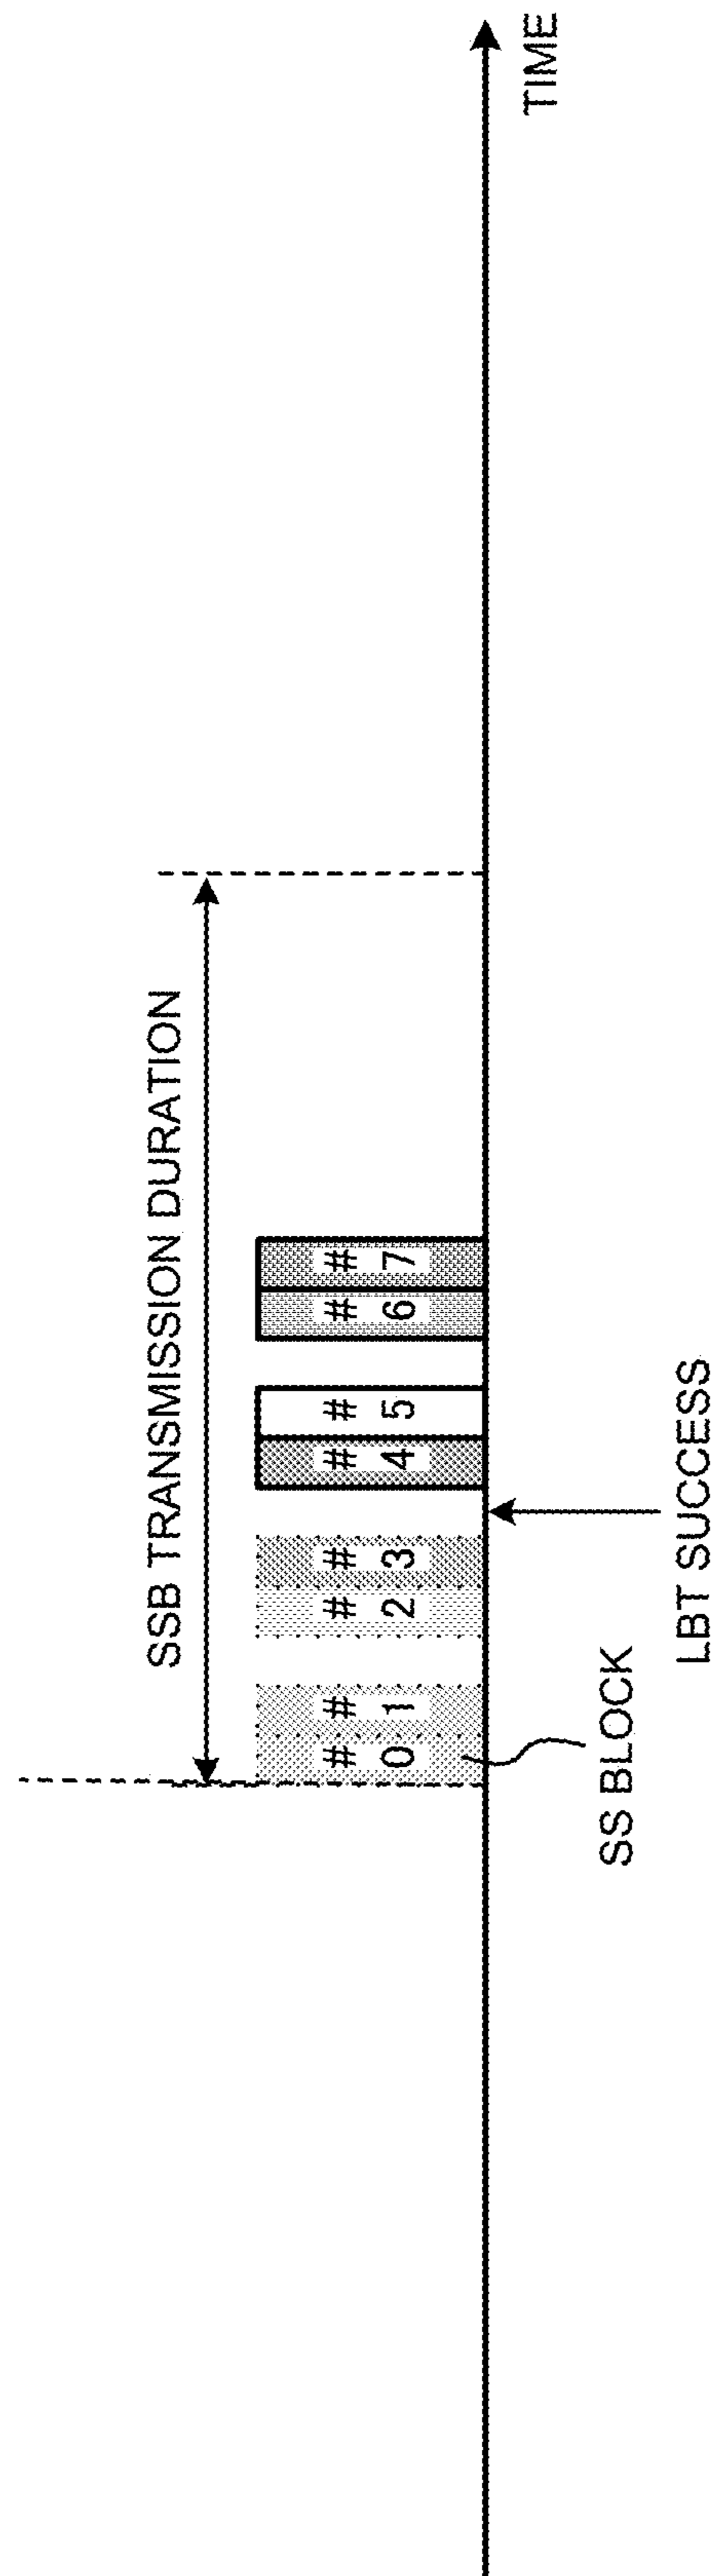 SSB TRANSMISSION DURATION
# 0
# 1
# 2
# 3
# 4
# 5
# 6
# 7
TIME
SS BLOCK
LBT SUCCESS